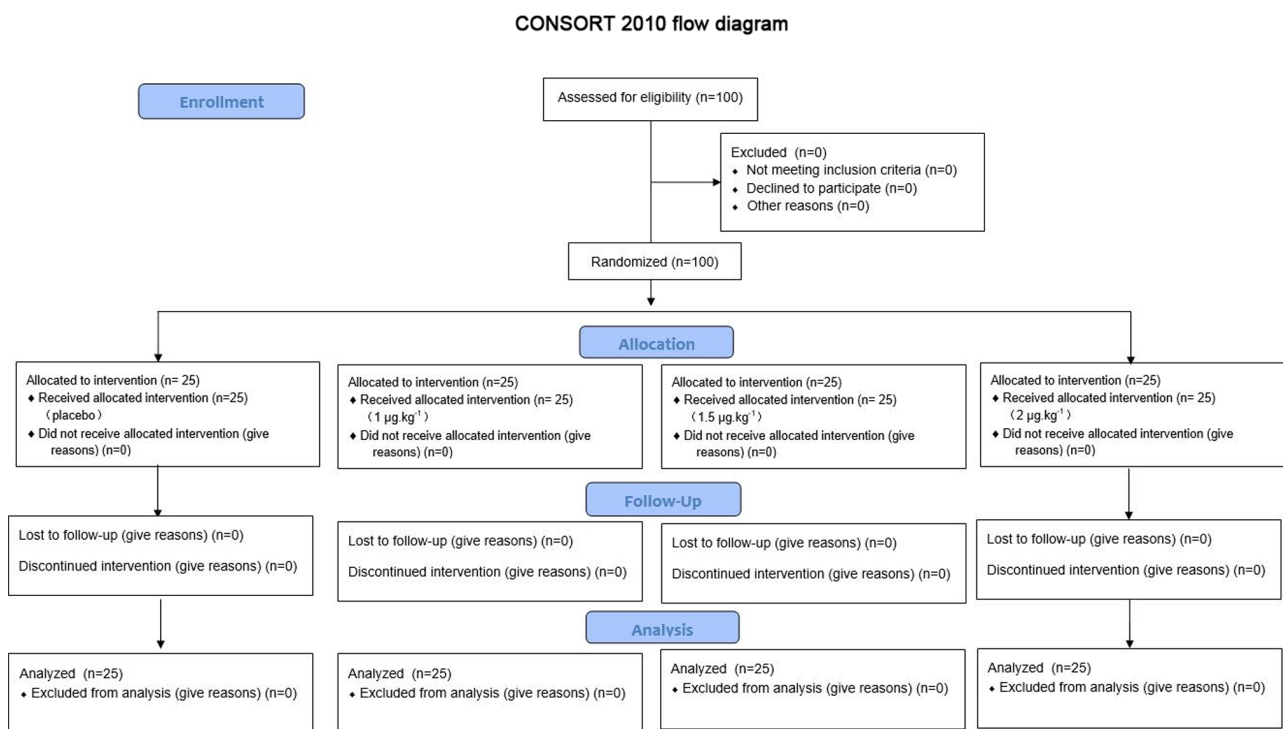 CONSORT 2010 flow diagram
Enrollment
Assessed for eligibility (n=100)
Excluded (n=0)
♦ Not meeting inclusion criteria (n=0)
♦ Declined to participate (n=0)
♦ Other reasons (n=0)
Randomized (n=100)
Allocation
Allocated to intervention (n= 25)
♦ Received allocated intervention (n=25)
（placebo）
♦ Did not receive allocated intervention (give
reasons) (n=0)
Allocated to intervention (n=25)
♦ Received allocated intervention (n= 25)
（1 μg.kg⁻¹）
♦ Did not receive allocated intervention (give
reasons) (n=0)
Allocated to intervention (n=25)
♦ Received allocated intervention (n= 25)
（1.5 μg.kg⁻¹）
♦ Did not receive allocated intervention (give
reasons) (n=0)
Allocated to intervention (n=25)
♦ Received allocated intervention (n= 25)
（2 μg.kg⁻¹）
♦ Did not receive allocated intervention (give
reasons) (n=0)
Follow-Up
Lost to follow-up (give reasons) (n=0)
Discontinued intervention (give reasons) (n=0)
Lost to follow-up (give reasons) (n=0)
Discontinued intervention (give reasons) (n=0)
Lost to follow-up (give reasons) (n=0)
Discontinued intervention (give reasons) (n=0)
Lost to follow-up (give reasons) (n=0)
Discontinued intervention (give reasons) (n=0)
Analysis
Analyzed (n=25)
♦ Excluded from analysis (give reasons) (n=0)
Analyzed (n=25)
♦ Excluded from analysis (give reasons) (n=0)
Analyzed (n=25)
♦ Excluded from analysis (give reasons) (n=0)
Analyzed (n=25)
♦ Excluded from analysis (give reasons) (n=0)